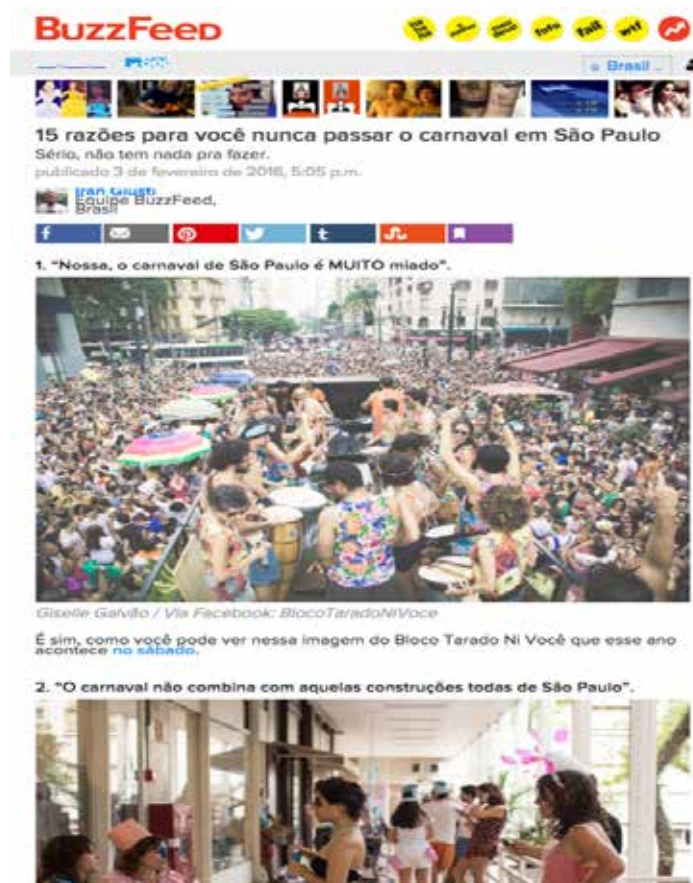 BuzzFeeD
fofo fail wtf
Brasil
15 razões para você nunca passar o carnaval em São Paulo
Sério, não tem nada pra fazer.
publicado 3 de fevereiro de 2016, 5:05 p.m.
Iran Giusti
Equipe BuzzFeed,
Brasil
1. “Nossa, o carnaval de São Paulo é MUITO miado”.
Giselle Galvão / Via Facebook: BlocoTaradoNiVoce
É sim, como você pode ver nessa imagem do Bloco Tarado Ni Você que esse ano
acontece no sábado.
2. “O carnaval não combina com aquelas construções todas de São Paulo”.